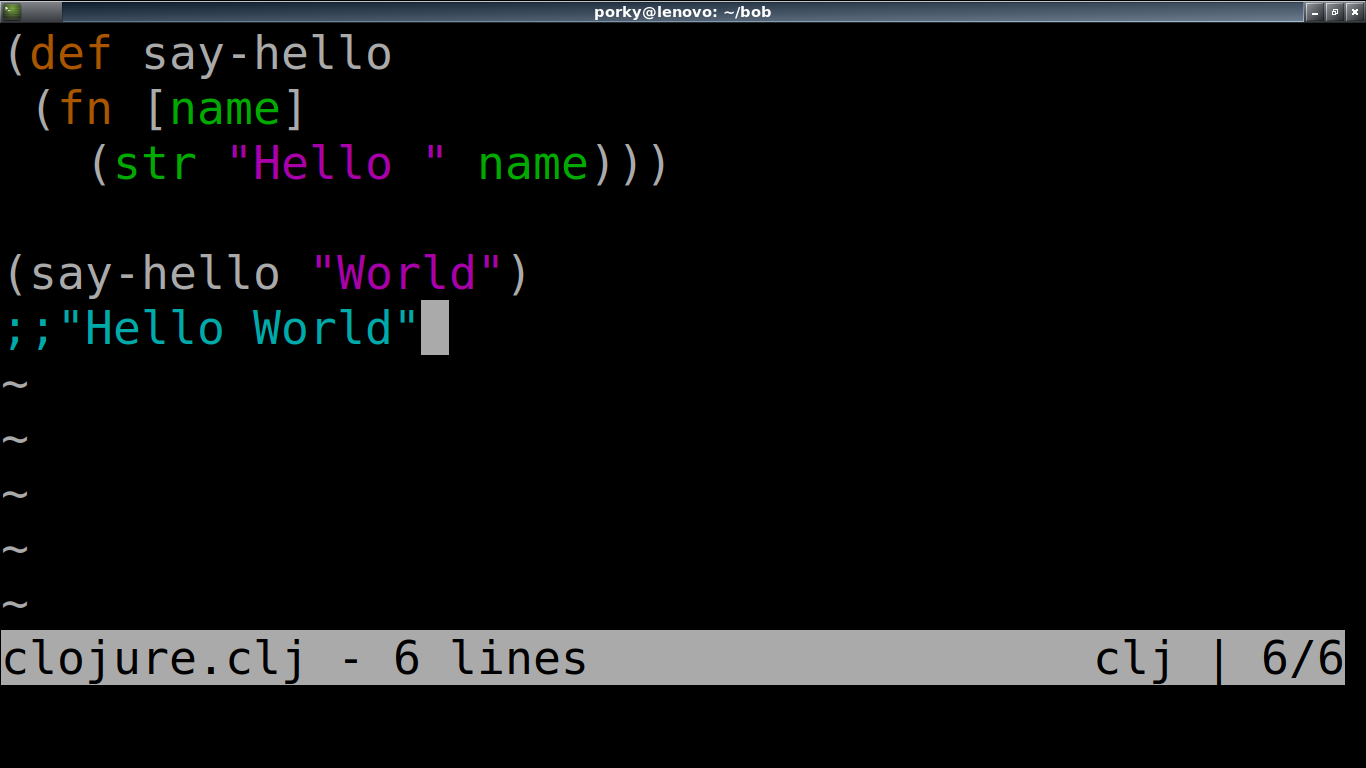 porky@lenovo: ~/bob
(def say-hello
 (fn [name]
   (str "Hello " name)))

(say-hello "World")
;;"Hello World"
~
~
~
~
~
clojure.clj - 6 lines clj | 6/6